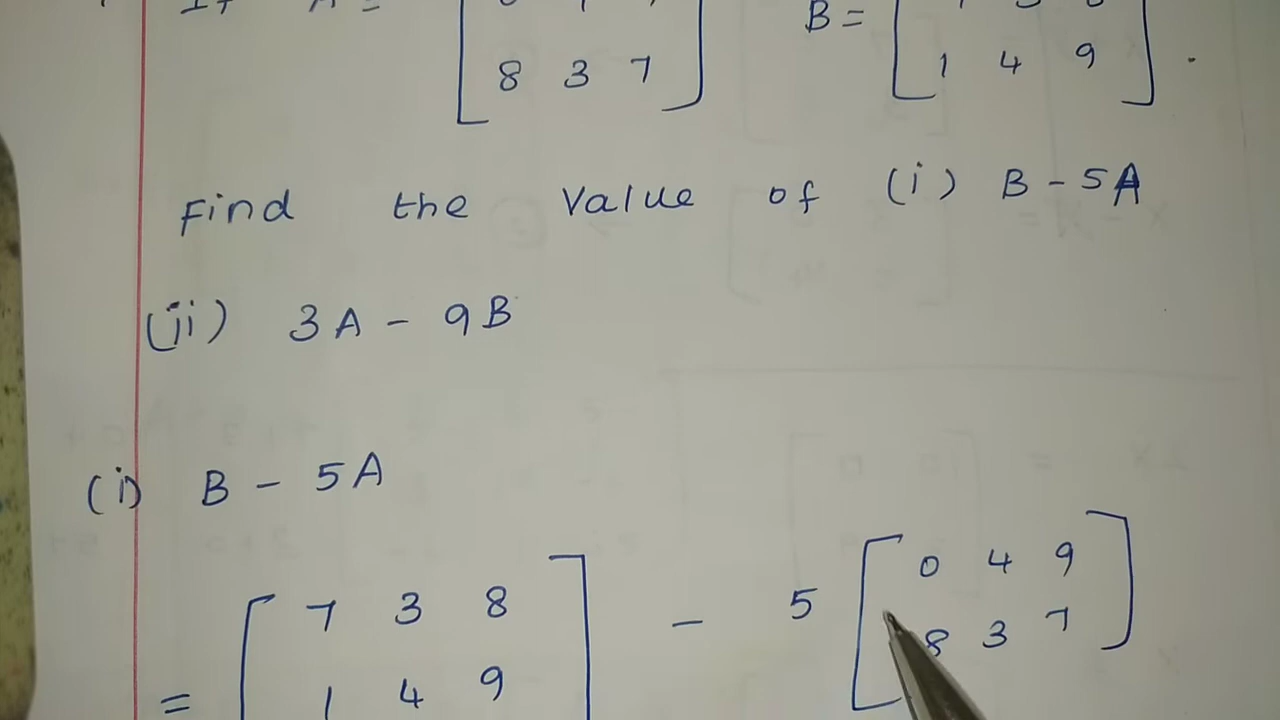 If A =
B =
8 3 7
1 4 9 .
Find the value of (i) B - 5A
(ii) 3A - 9B
(i) B - 5A
= [ 7 3 8 ] - 5 [ 0 4 9 ]
1 4 9 8 3 7